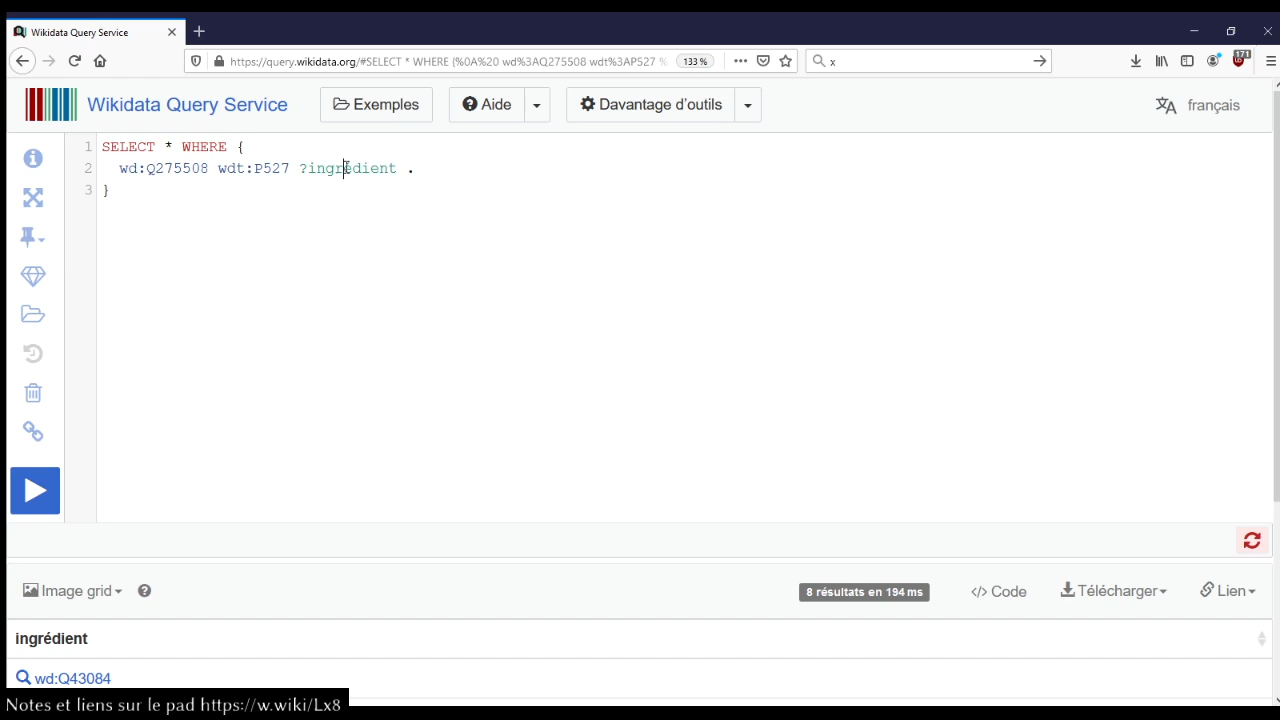 Wikidata Query Service
https://query.wikidata.org/#SELECT * WHERE {%0A%20 wd%3AQ275508 wdt%3AP527 %
133 %
x
171
Wikidata Query Service
Exemples
Aide
Davantage d'outils
français
1 SELECT * WHERE {
2 wd:Q275508 wdt:P527 ?ingrédient .
3 }
Image grid
8 résultats en 194 ms
</> Code
Télécharger
Lien
ingrédient
wd:Q43084
Notes et liens sur le pad https://w.wiki/Lx8